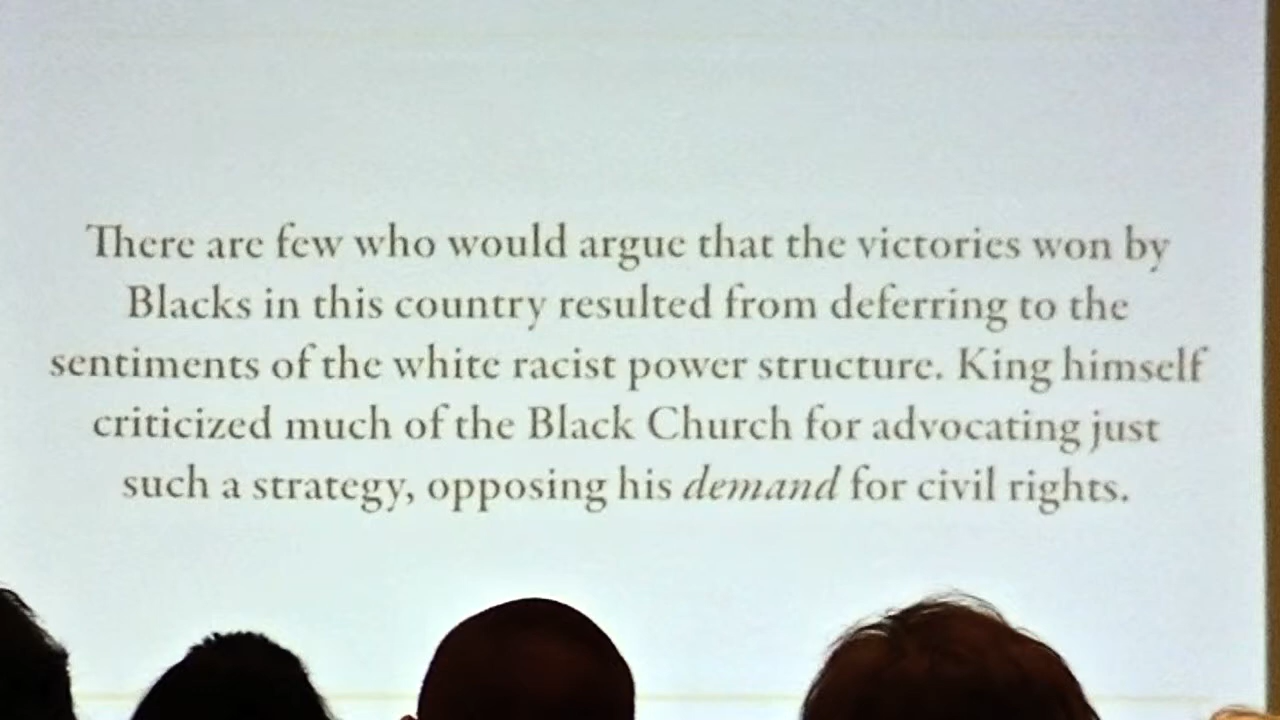 There are few who would argue that the victories won by
Blacks in this country resulted from deferring to the
sentiments of the white racist power structure. King himself
criticized much of the Black Church for advocating just
such a strategy, opposing his demand for civil rights.